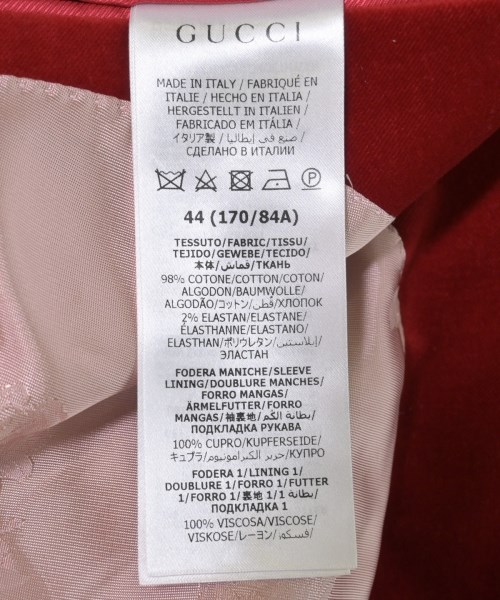 GUCCI
MADE IN ITALY / FABRIQUÉ EN
ITALIE / HECHO EN ITALIA /
HERGESTELLT IN ITALIEN /
FABRICADO EM ITÁLIA /
イタリア製 / صنع في إيطاليا /
СДЕЛАНО В ИТАЛИИ
P
44 (170/84A)
TESSUTO/FABRIC/TISSU/
TEJIDO/GEWEBE/TECIDO/
本体/قماش/ТКАНЬ
98% COTONE/COTTON/COTON/
ALGODON/BAUMWOLLE/
ALGODÃO/コットン/قطن/ХЛОПОК
2% ELASTAN/ELASTANE/
ÉLASTHANNE/ELASTANO/
ELASTHAN/ポリウレタン/إيلاستين/
ЭЛАСТАН
FODERA MANICHE/SLEEVE
LINING/DOUBLURE MANCHES/
FORRO MANGAS/
ÄRMELFUTTER/FORRO
MANGAS/袖裏地/بطانة الكم/
ПОДКЛАДКА РУКАВА
100% CUPRO/KUPFERSEIDE/
キュプラ/حرير الكبرامونيوم/КУПРО
FODERA 1/LINING 1/
DOUBLURE 1/FORRO 1/FUTTER
1/FORRO 1/裏地 1/بطانة 1/
ПОДКЛАДКА 1
100% VISCOSA/VISCOSE/
VISKOSE/レーヨン/فسكوز/